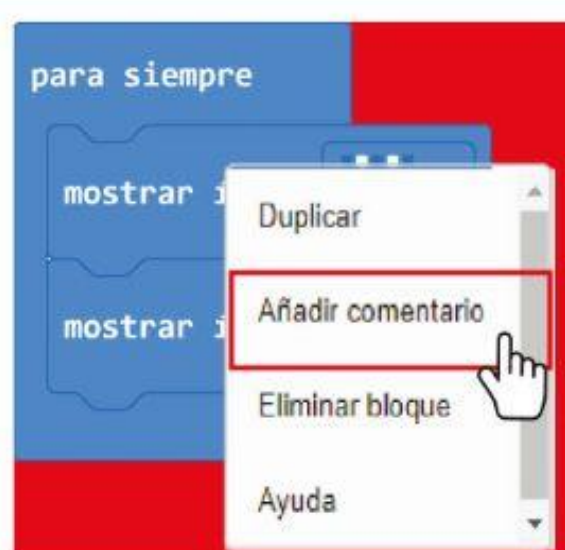 para siempre
mostrar
Duplicar
Añadir comentario
mostrar
Eliminar bloque
Ayuda